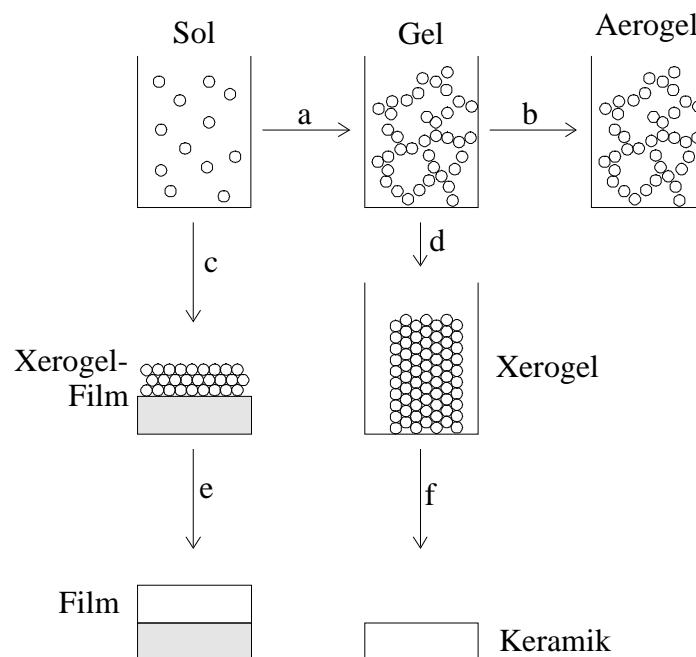 Sol
Gel
Aerogel
a
b
c
d
Xerogel-
Film
Xerogel
e
f
Film
Keramik